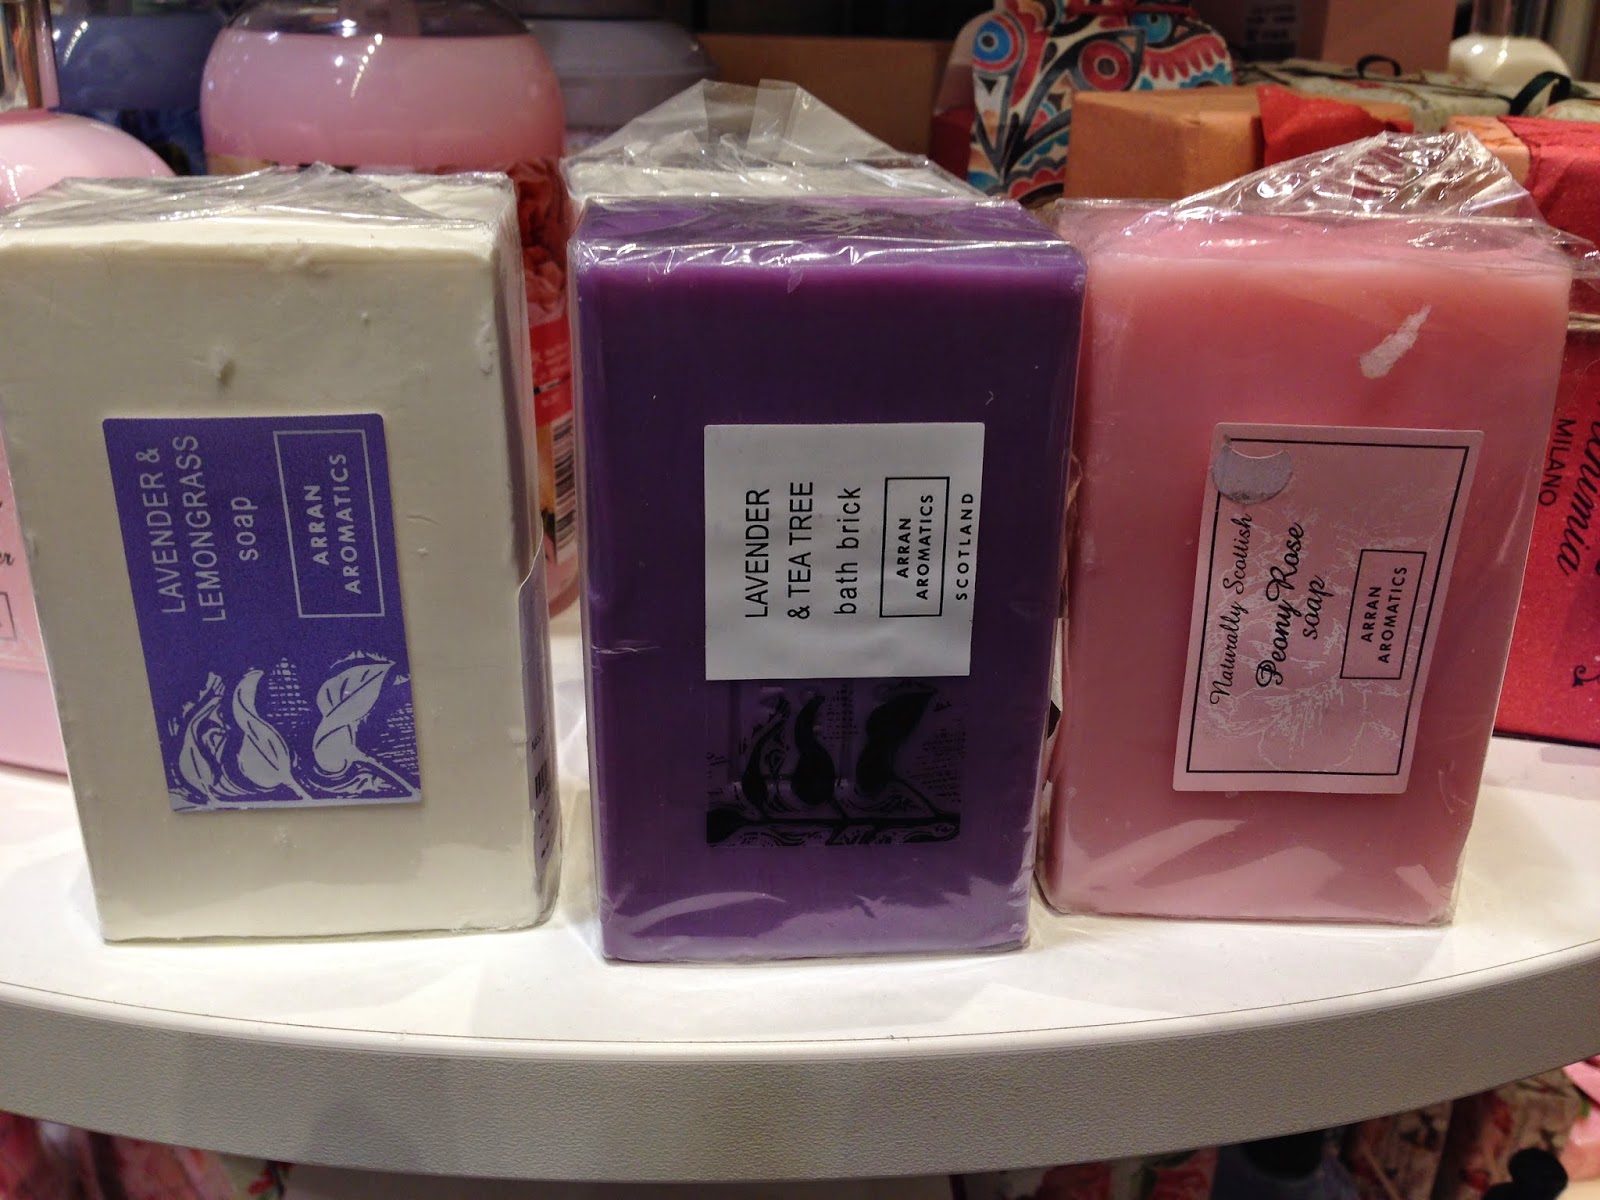 LAVENDER &
LEMONGRASS
soap
ARRAN
AROMATICS
LAVENDER
& TEA TREE
bath brick
ARRAN
AROMATICS
SCOTLAND
Naturally Scottish
Peony Rose
soap
ARRAN
AROMATICS
MILANO